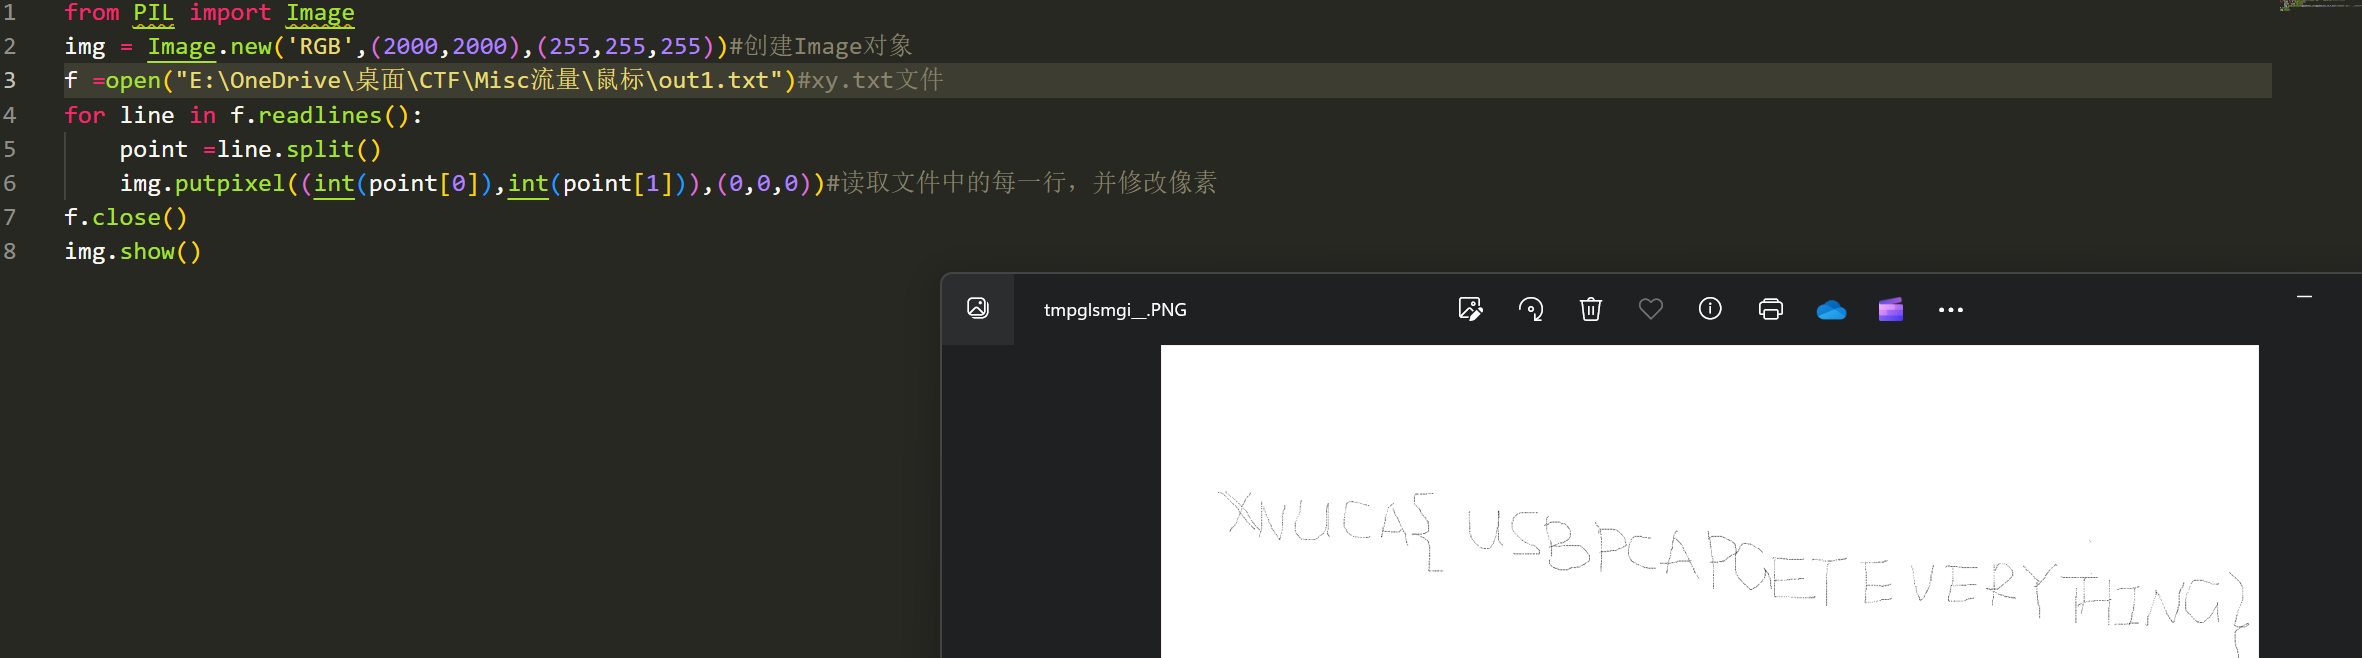 1 from PIL import Image
2 img = Image.new('RGB',(2000,2000),(255,255,255))#创建Image对象
3 f =open("E:\OneDrive\桌面\CTF\Misc流量\鼠标\out1.txt")#xy.txt文件
4 for line in f.readlines():
5 point =line.split()
6 img.putpixel((int(point[0]),int(point[1])),(0,0,0))#读取文件中的每一行，并修改像素
7 f.close()
8 img.show()
tmpglsmgi__.PNG
XNUCA{USBPCAPGETEVERYTHING}